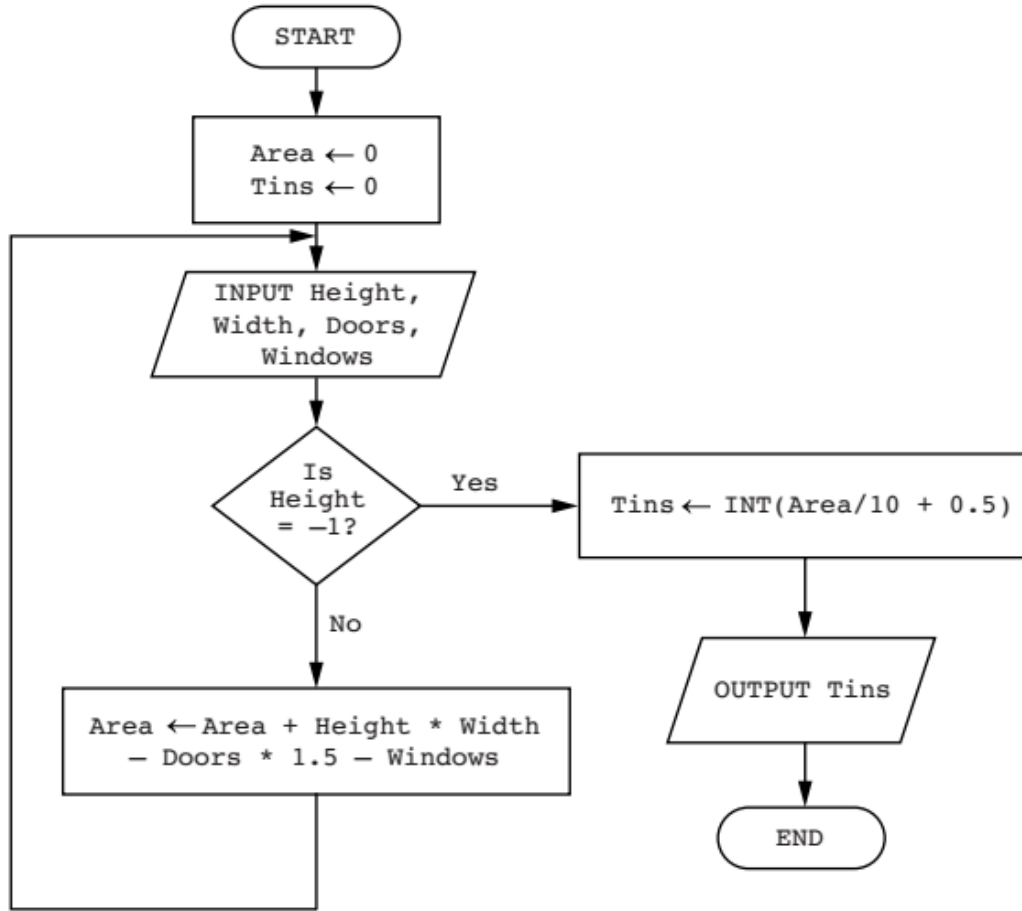 START
Area ← 0
Tins ← 0
INPUT Height,
Width, Doors,
Windows
Is
Height
= –1?
Yes
Tins ← INT(Area/10 + 0.5)
No
OUTPUT Tins
Area ← Area + Height * Width
– Doors * 1.5 – Windows
END